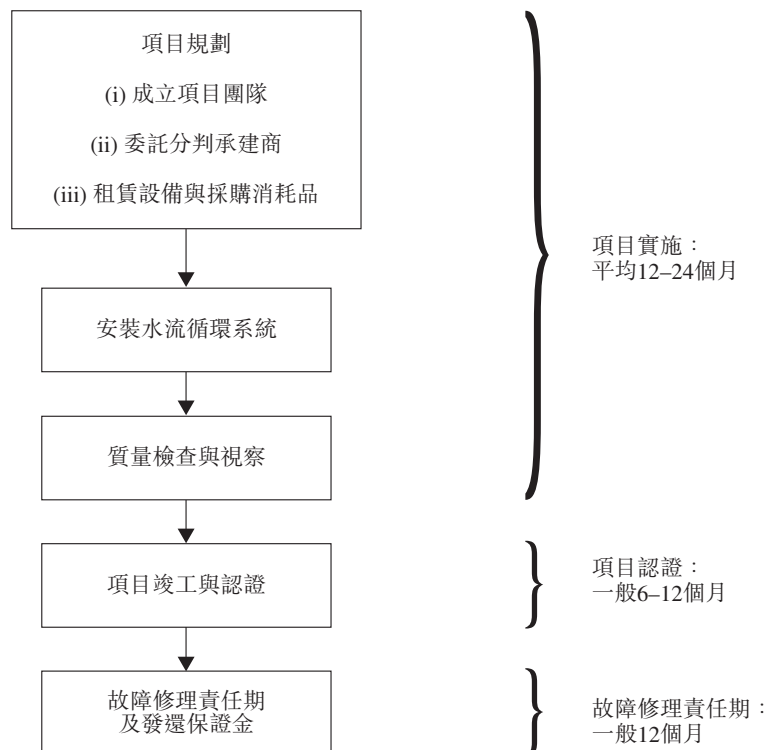 項目規劃
(i) 成立項目團隊
(ii) 委託分判承建商
(iii) 租賃設備與採購消耗品
安裝水流循環系統
質量檢查與視察
項目實施：
平均12–24個月
項目竣工與認證
項目認證：
一般6–12個月
故障修理責任期
及發還保證金
故障修理責任期：
一般12個月